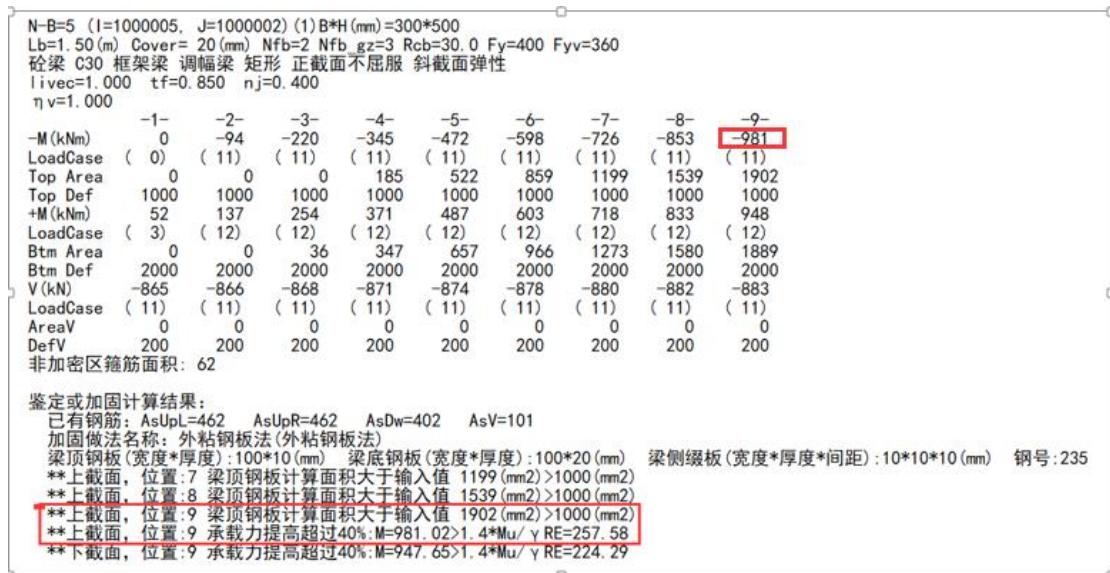 N-B=5 (I=1000005, J=1000002)(1)B*H(mm)=300*500
Lb=1.50(m) Cover= 20(mm) Nfb=2 Nfb_gz=3 Rcb=30.0 Fy=400 Fyv=360
砼梁 C30 框架梁 调幅梁 矩形 正截面不屈服 斜截面弹性
livec=1.000 tf=0.850 nj=0.400
ηv=1.000
-1- -2- -3- -4- -5- -6- -7- -8- -9-
-M(kNm) 0 -94 -220 -345 -472 -598 -726 -853 -981
LoadCase ( 0) ( 11) ( 11) ( 11) ( 11) ( 11) ( 11) ( 11) ( 11)
Top Area 0 0 0 185 522 859 1199 1539 1902
Top Def 1000 1000 1000 1000 1000 1000 1000 1000 1000
+M(kNm) 52 137 254 371 487 603 718 833 948
LoadCase ( 3) ( 12) ( 12) ( 12) ( 12) ( 12) ( 12) ( 12) ( 12)
Btm Area 0 0 36 347 657 966 1273 1580 1889
Btm Def 2000 2000 2000 2000 2000 2000 2000 2000 2000
V(kN) -865 -866 -868 -871 -874 -878 -880 -882 -883
LoadCase ( 11) ( 11) ( 11) ( 11) ( 11) ( 11) ( 11) ( 11) ( 11)
AreaV 0 0 0 0 0 0 0 0 0
DefV 200 200 200 200 200 200 200 200 200
非加密区箍筋面积: 62
鉴定或加固计算结果:
已有钢筋: AsUpL=462 AsUpR=462 AsDw=402 AsV=101
加固做法名称: 外粘钢板法(外粘钢板法)
梁顶钢板(宽度*厚度):100*10(mm) 梁底钢板(宽度*厚度):100*20(mm) 梁侧缀板(宽度*厚度*间距):10*10*10(mm) 钢号:235
**上截面, 位置:7 梁顶钢板计算面积大于输入值 1199(mm2)>1000(mm2)
**上截面, 位置:8 梁顶钢板计算面积大于输入值 1539(mm2)>1000(mm2)
**上截面, 位置:9 梁顶钢板计算面积大于输入值 1902(mm2)>1000(mm2)
**上截面, 位置:9 承载力提高超过40%:M=981.02>1.4*Mu/γRE=257.58
**下截面, 位置:9 承载力提高超过40%:M=947.65>1.4*Mu/γRE=224.29